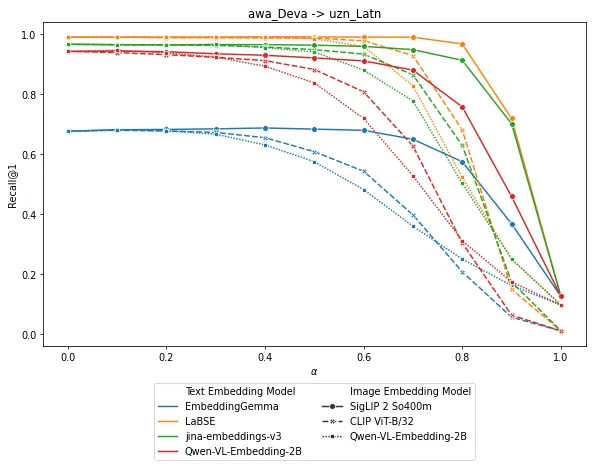 awa_Deva -> uzn_Latn
Recall@1
1.0
0.8
0.6
0.4
0.2
0.0
0.0 0.2 0.4 0.6 0.8 1.0
α
Text Embedding Model Image Embedding Model
EmbeddingGemma SigLIP 2 So400m
LaBSE CLIP ViT-B/32
jina-embeddings-v3 Qwen-VL-Embedding-2B
Qwen-VL-Embedding-2B